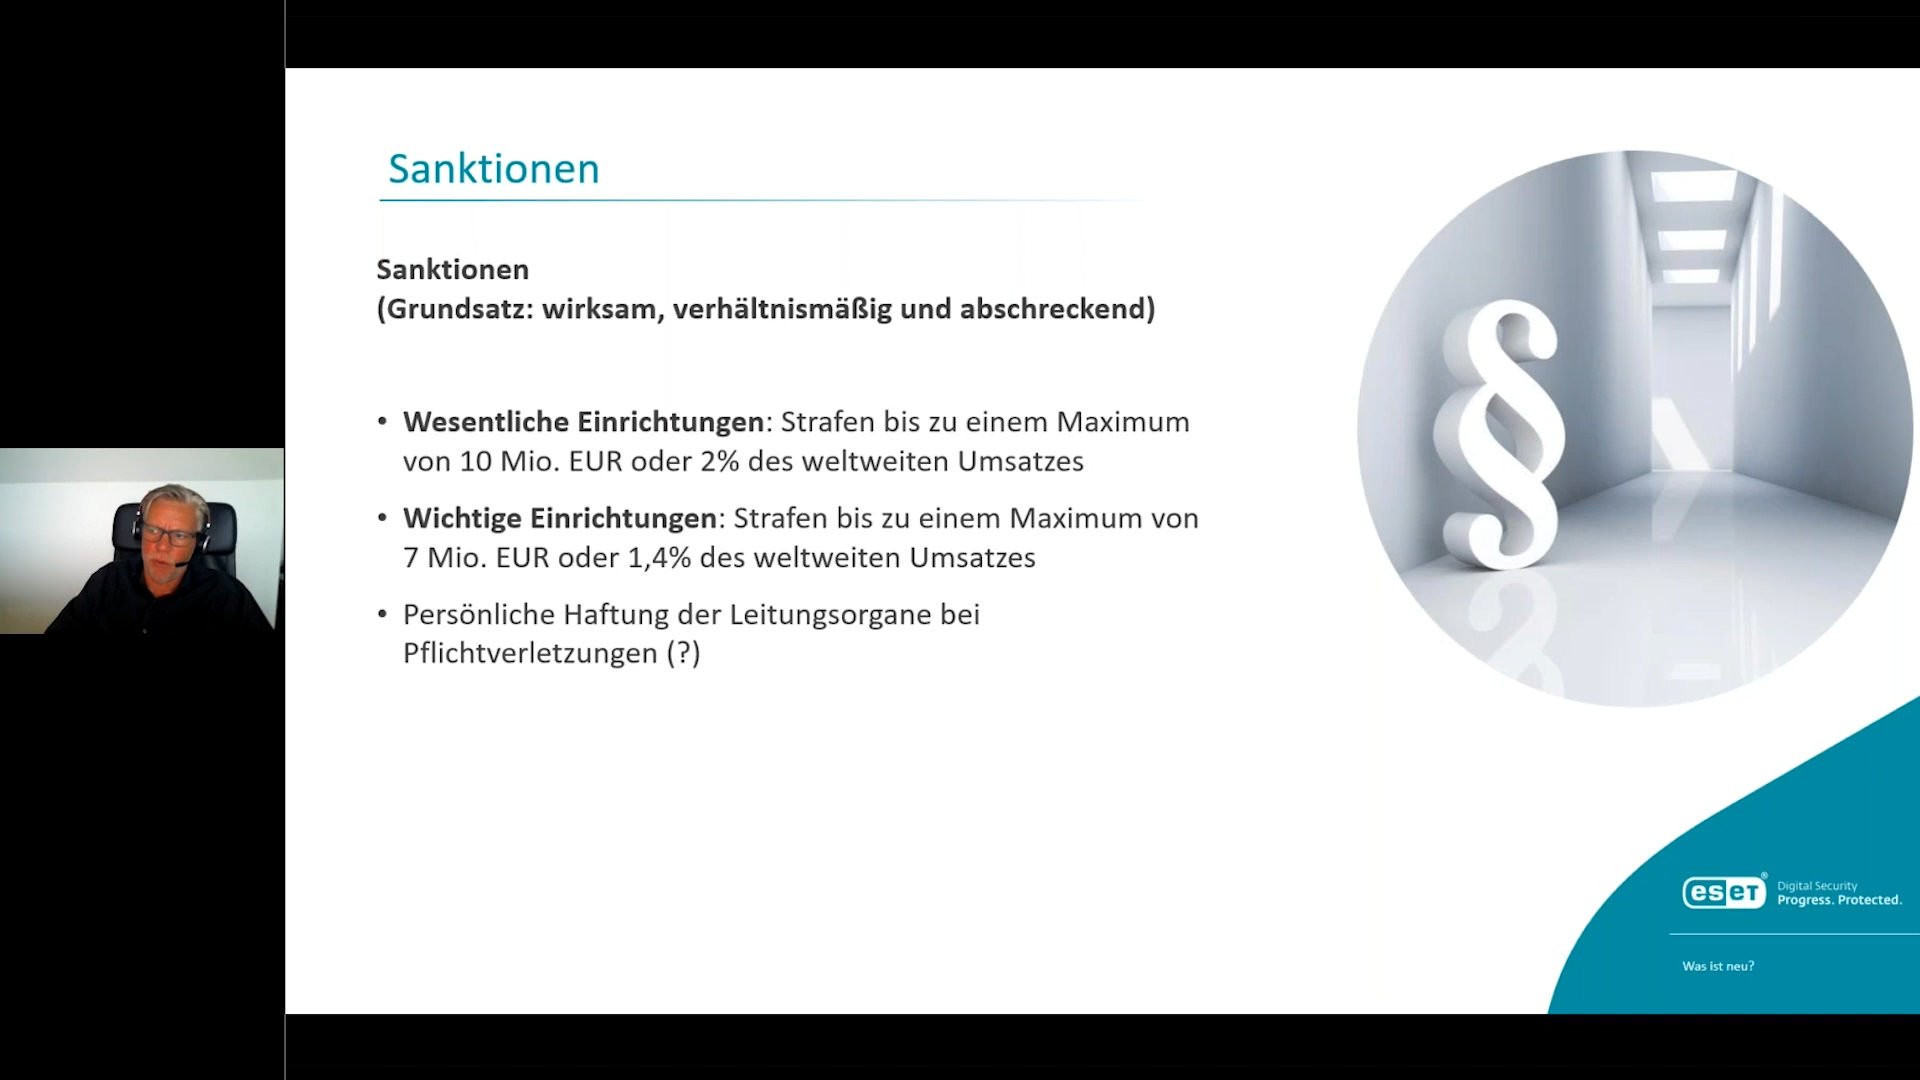 Sanktionen
Sanktionen
(Grundsatz: wirksam, verhältnismäßig und abschreckend)
• Wesentliche Einrichtungen: Strafen bis zu einem Maximum
von 10 Mio. EUR oder 2% des weltweiten Umsatzes
• Wichtige Einrichtungen: Strafen bis zu einem Maximum von
7 Mio. EUR oder 1,4% des weltweiten Umsatzes
• Persönliche Haftung der Leitungsorgane bei
Pflichtverletzungen (?)
§
eseT®
Digital Security
Progress. Protected.
Was ist neu?